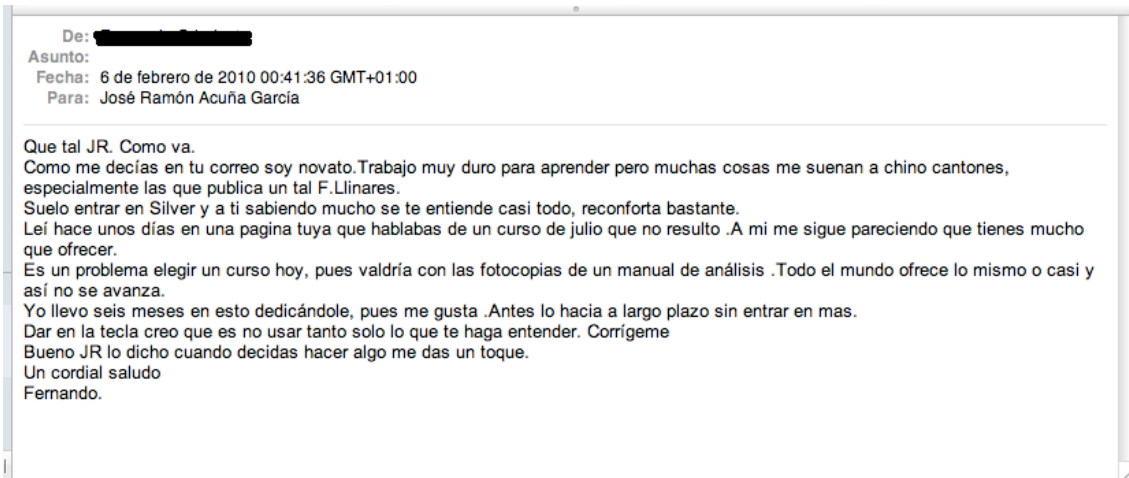 De:
Asunto:
Fecha: 6 de febrero de 2010 00:41:36 GMT+01:00
Para: José Ramón Acuña García
Que tal JR. Como va.
Como me decías en tu correo soy novato.Trabajo muy duro para aprender pero muchas cosas me suenan a chino cantones,
especialmente las que publica un tal F.Llinares.
Suelo entrar en Silver y a ti sabiendo mucho se te entiende casi todo, reconforta bastante.
Leí hace unos días en una pagina tuya que hablabas de un curso de julio que no resulto .A mi me sigue pareciendo que tienes mucho
que ofrecer.
Es un problema elegir un curso hoy, pues valdría con las fotocopias de un manual de análisis .Todo el mundo ofrece lo mismo o casi y
así no se avanza.
Yo llevo seis meses en esto dedicándole, pues me gusta .Antes lo hacia a largo plazo sin entrar en mas.
Dar en la tecla creo que es no usar tanto solo lo que te haga entender. Corrígeme
Bueno JR lo dicho cuando decidas hacer algo me das un toque.
Un cordial saludo
Fernando.